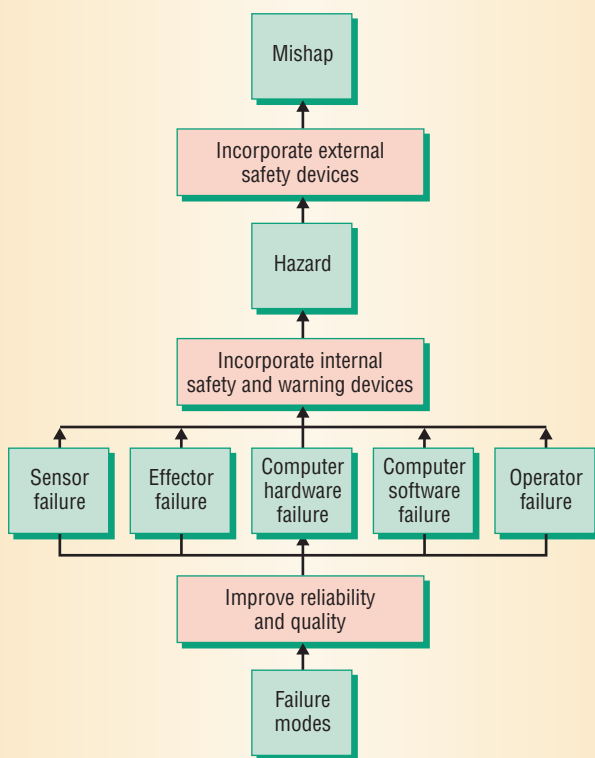 Mishap
Incorporate external
safety devices
Hazard
Incorporate internal
safety and warning devices
Sensor
failure
Effector
failure
Computer
hardware
failure
Computer
software
failure
Operator
failure
Improve reliability
and quality
Failure
modes